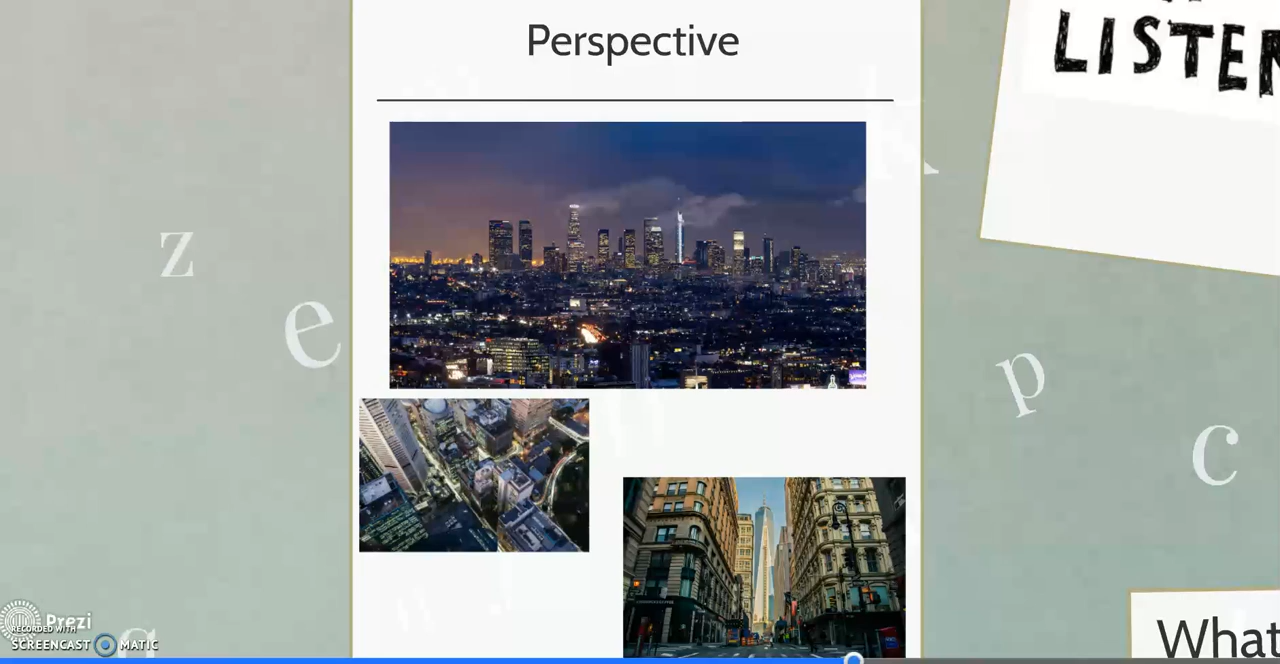 Perspective
LISTEN
z
e
k
p
c
What
Prezi
RECORDED WITH
SCREENCAST MATIC